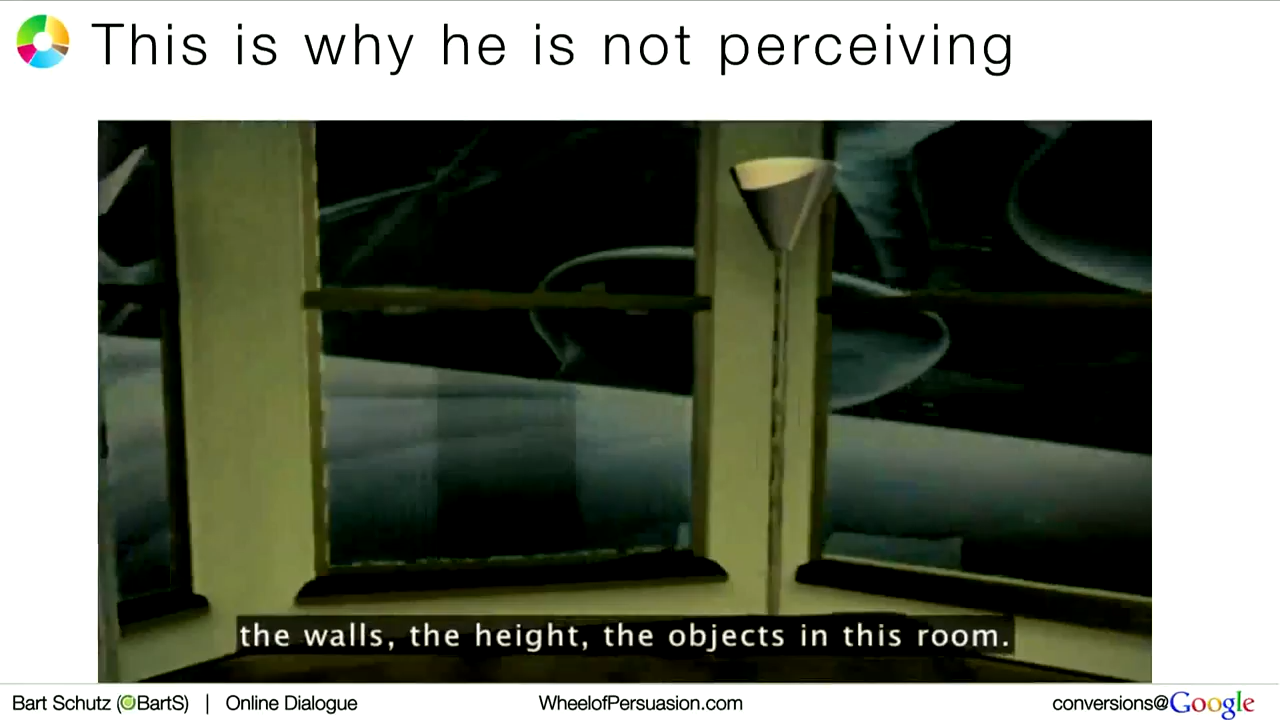 This is why he is not perceiving
the walls, the height, the objects in this room.
Bart Schutz (@BartS) | Online Dialogue WheelofPersuasion.com conversions@Google